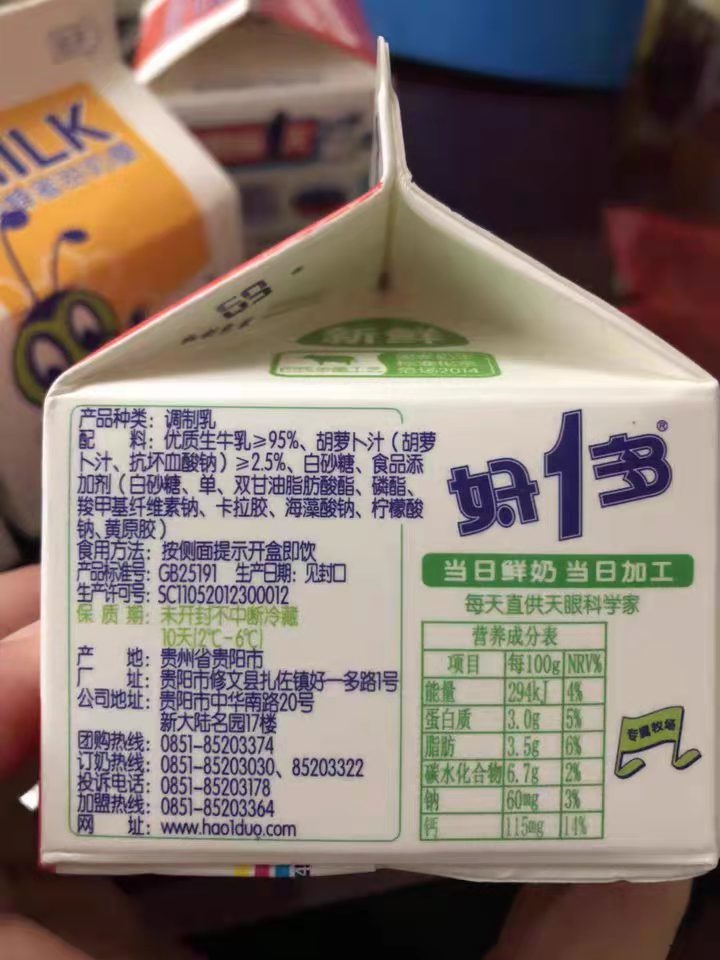 MILK
69
新鲜
产品种类：调制乳
配　　料：优质生牛乳≥95%、胡萝卜汁（胡萝
卜汁、抗坏血酸钠）≥2.5%、白砂糖、食品添
加剂（白砂糖、单、双甘油脂肪酸酯、磷酯、
羧甲基纤维素钠、卡拉胶、海藻酸钠、柠檬酸
钠、黄原胶）
食用方法：按侧面提示开盒即饮
产品标准号：GB25191　生产日期：见封口
生产许可号：SC11052012300012
保 质 期：未开封不中断冷藏
10天(2℃-6℃)
产　　地：贵州省贵阳市
厂　　址：贵阳市修文县扎佐镇好一多路1号
公司地址：贵阳市中华南路20号
新大陆名园17楼
团购热线：0851-85203374
订奶热线：0851-85203030、85203322
投诉电话：0851-85203178
加盟热线：0851-85203364
网　　址：www.hao1duo.com
好1多®
当日鲜奶 当日加工
每天直供天眼科学家
营养成分表
项目 每100g NRV%
能量 294kJ 4%
蛋白质 3.0g 5%
脂肪 3.5g 6%
碳水化合物 6.7g 2%
钠 60mg 3%
钙 115mg 14%
专属牧场